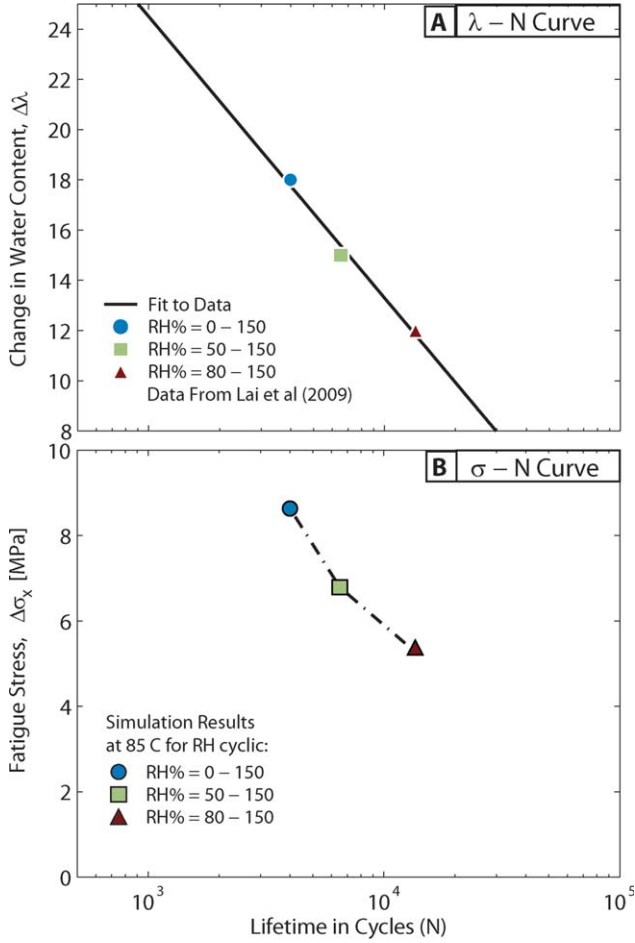 A λ – N Curve
24
22
20
18
16
14
12
10
8
Change in Water Content, Δλ
Fit to Data
RH% = 0 – 150
RH% = 50 – 150
RH% = 80 – 150
Data From Lai et al (2009)
B σ – N Curve
10
8
6
4
2
0
Fatigue Stress, Δσₓ [MPa]
Simulation Results
at 85 C for RH cyclic:
RH% = 0 – 150
RH% = 50 – 150
RH% = 80 – 150
10³ 10⁴ 10⁵
Lifetime in Cycles (N)